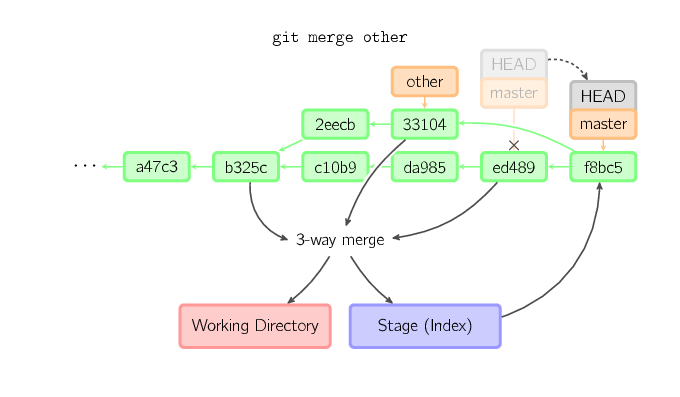 git merge other
HEAD
master
other
HEAD
master
2eecb
33104
...
a47c3
b325c
c10b9
da985
ed489
f8bc5
3-way merge
Working Directory
Stage (Index)